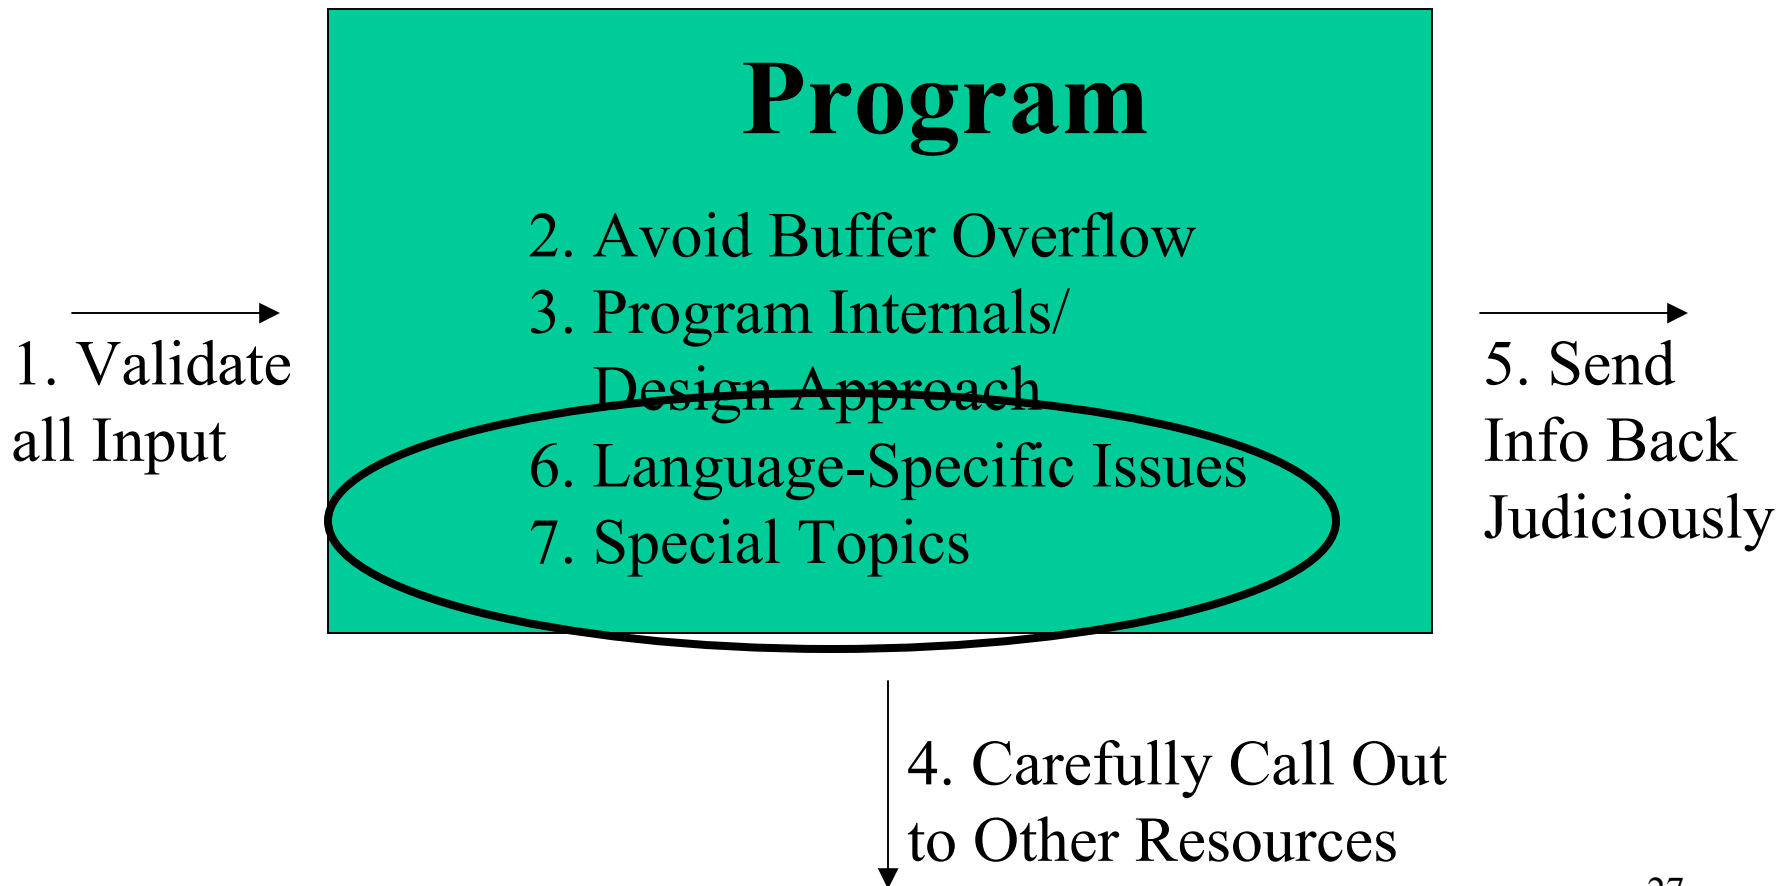 Program
2. Avoid Buffer Overflow
3. Program Internals/
Design Approach
6. Language-Specific Issues
7. Special Topics
1. Validate
all Input
5. Send
Info Back
Judiciously
4. Carefully Call Out
to Other Resources
27